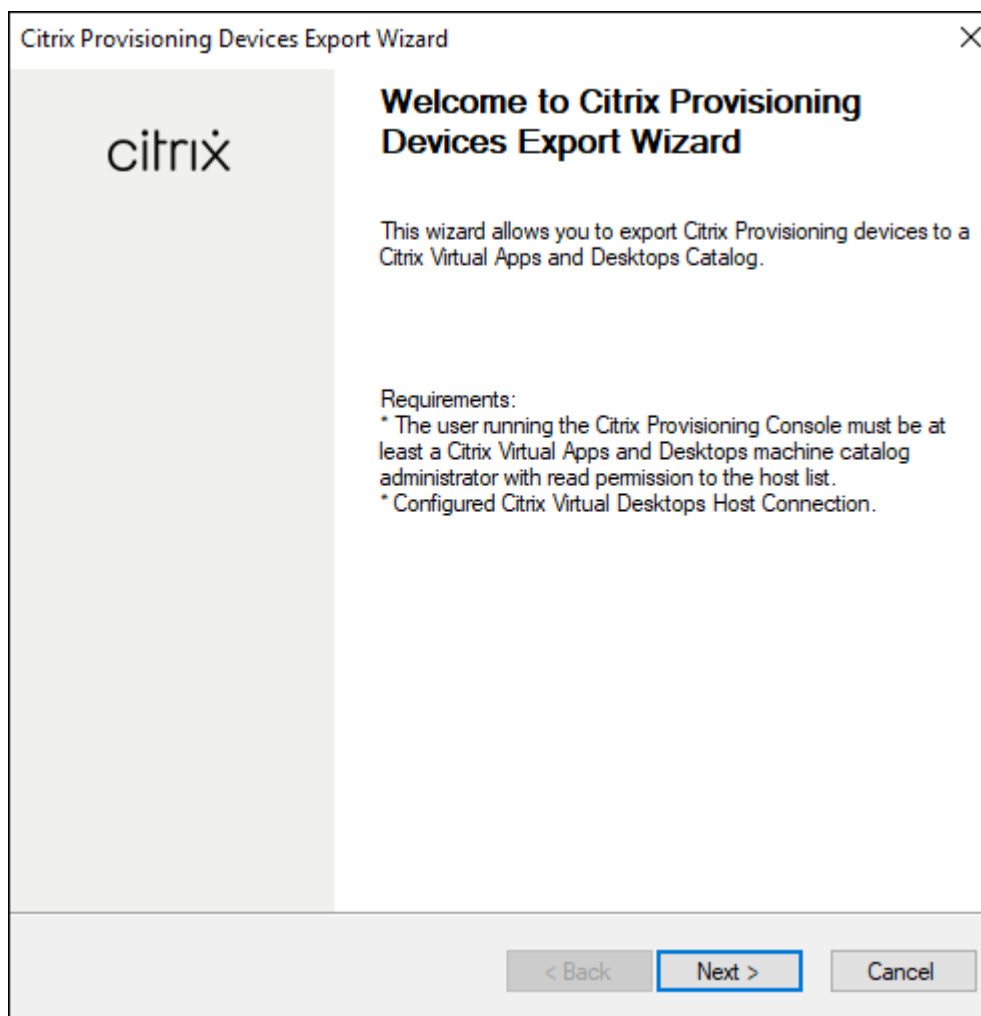 Citrix Provisioning Devices Export Wizard
citrix
Welcome to Citrix Provisioning
Devices Export Wizard
This wizard allows you to export Citrix Provisioning devices to a
Citrix Virtual Apps and Desktops Catalog.
Requirements:
* The user running the Citrix Provisioning Console must be at
least a Citrix Virtual Apps and Desktops machine catalog
administrator with read permission to the host list.
* Configured Citrix Virtual Desktops Host Connection.
< Back
Next >
Cancel